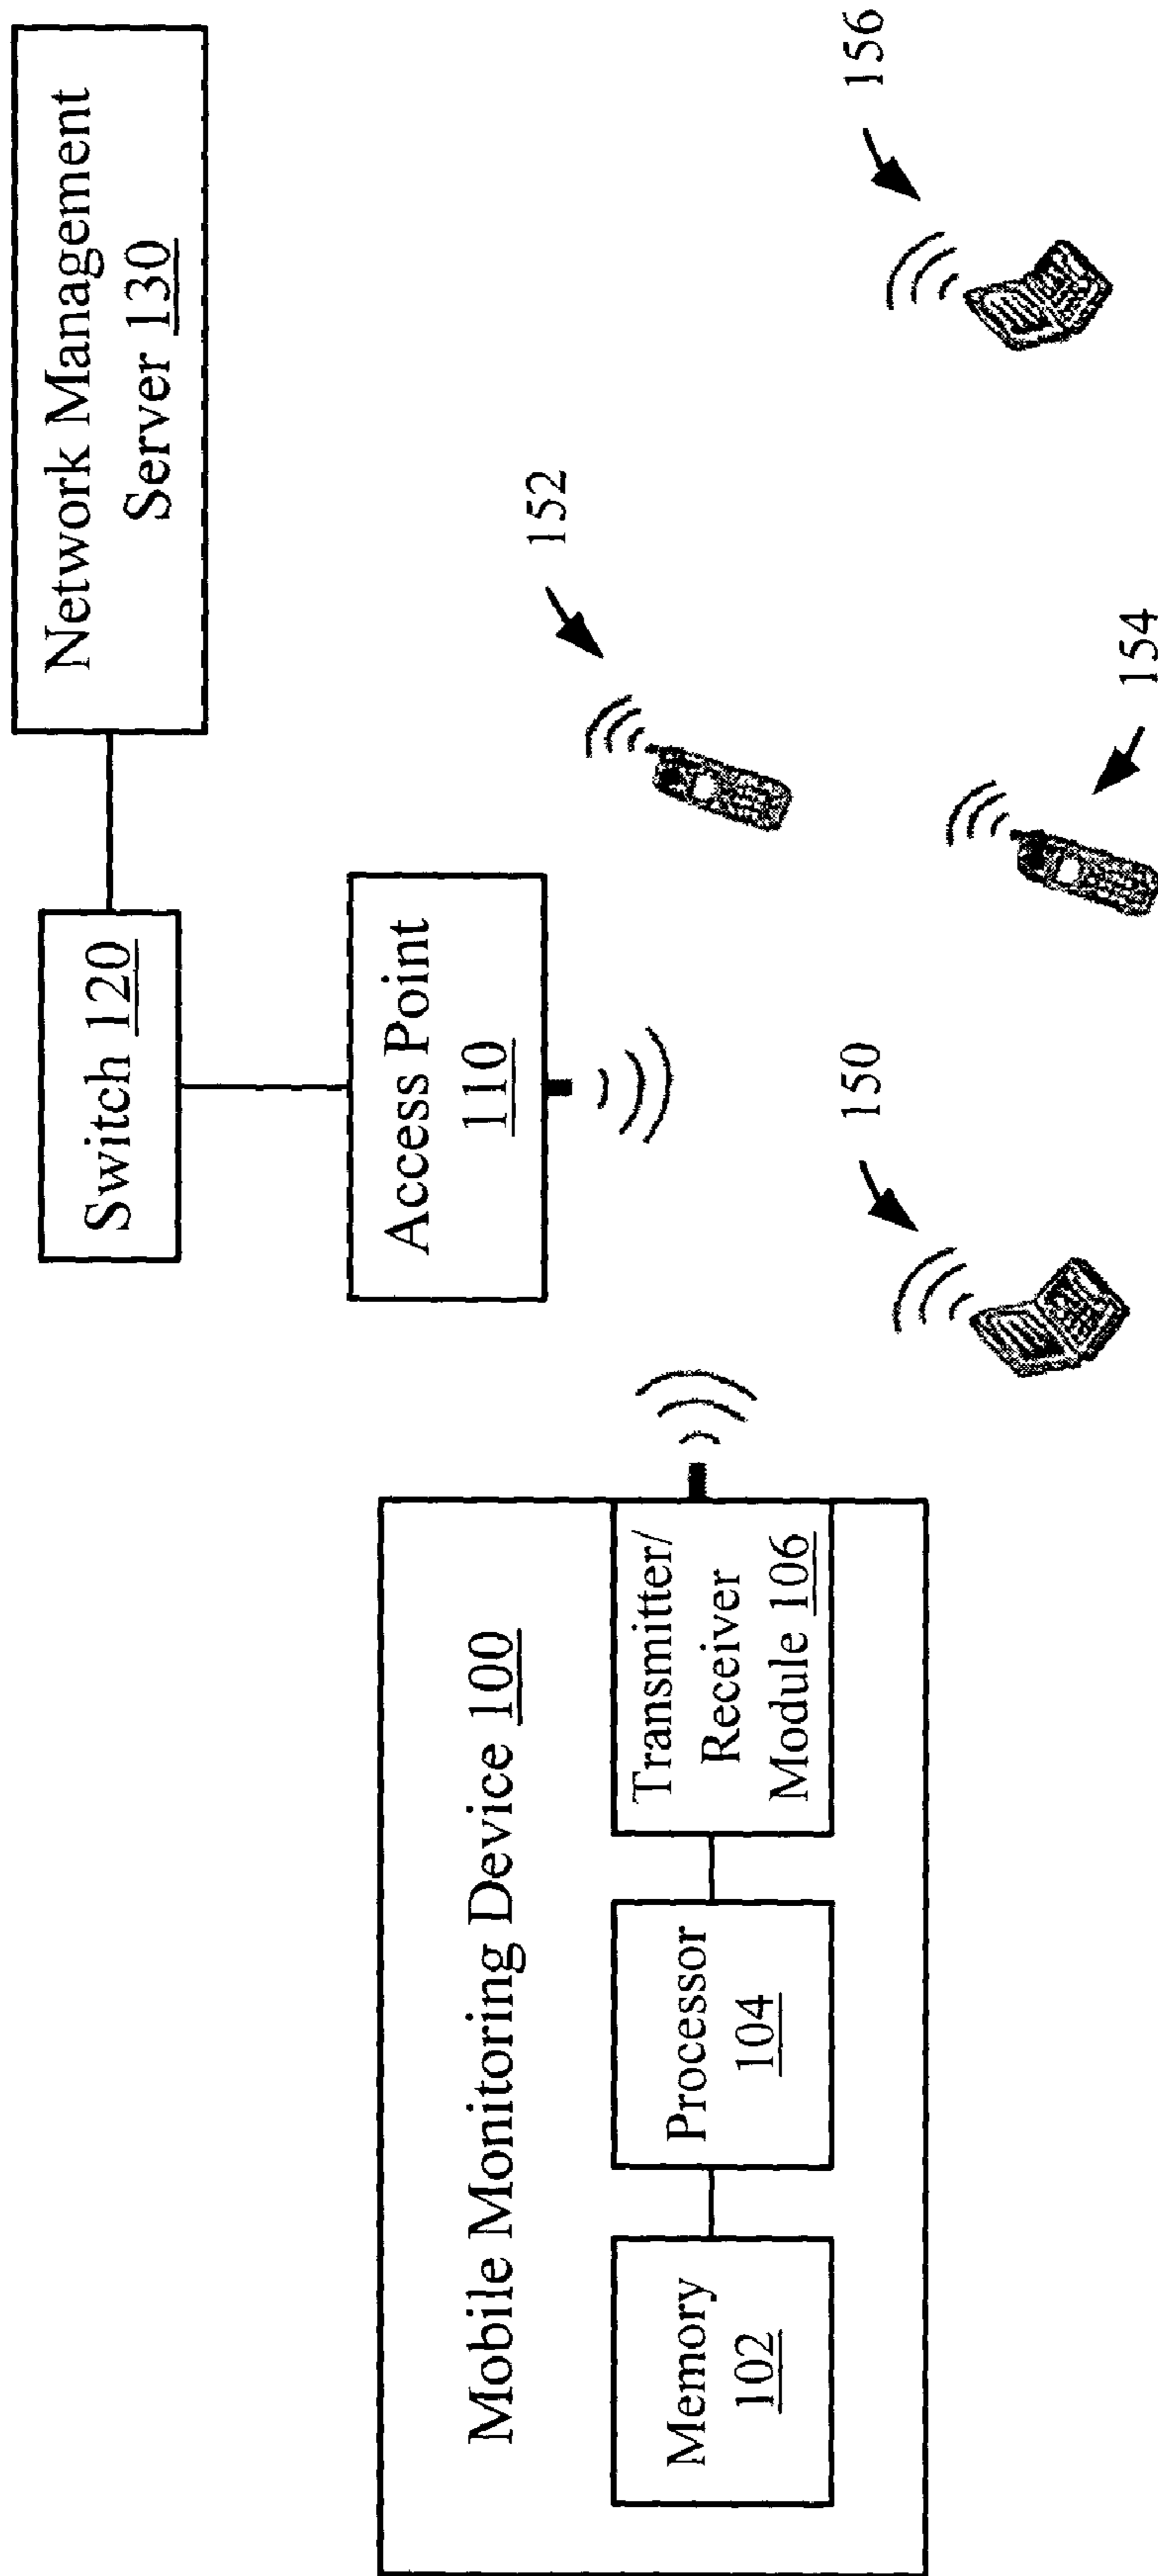 Network Management
Server 130
Switch 120
Access Point
110
Mobile Monitoring Device 100
Memory
102
Processor
104
Transmitter/
Receiver
Module 106
150
152
154
156